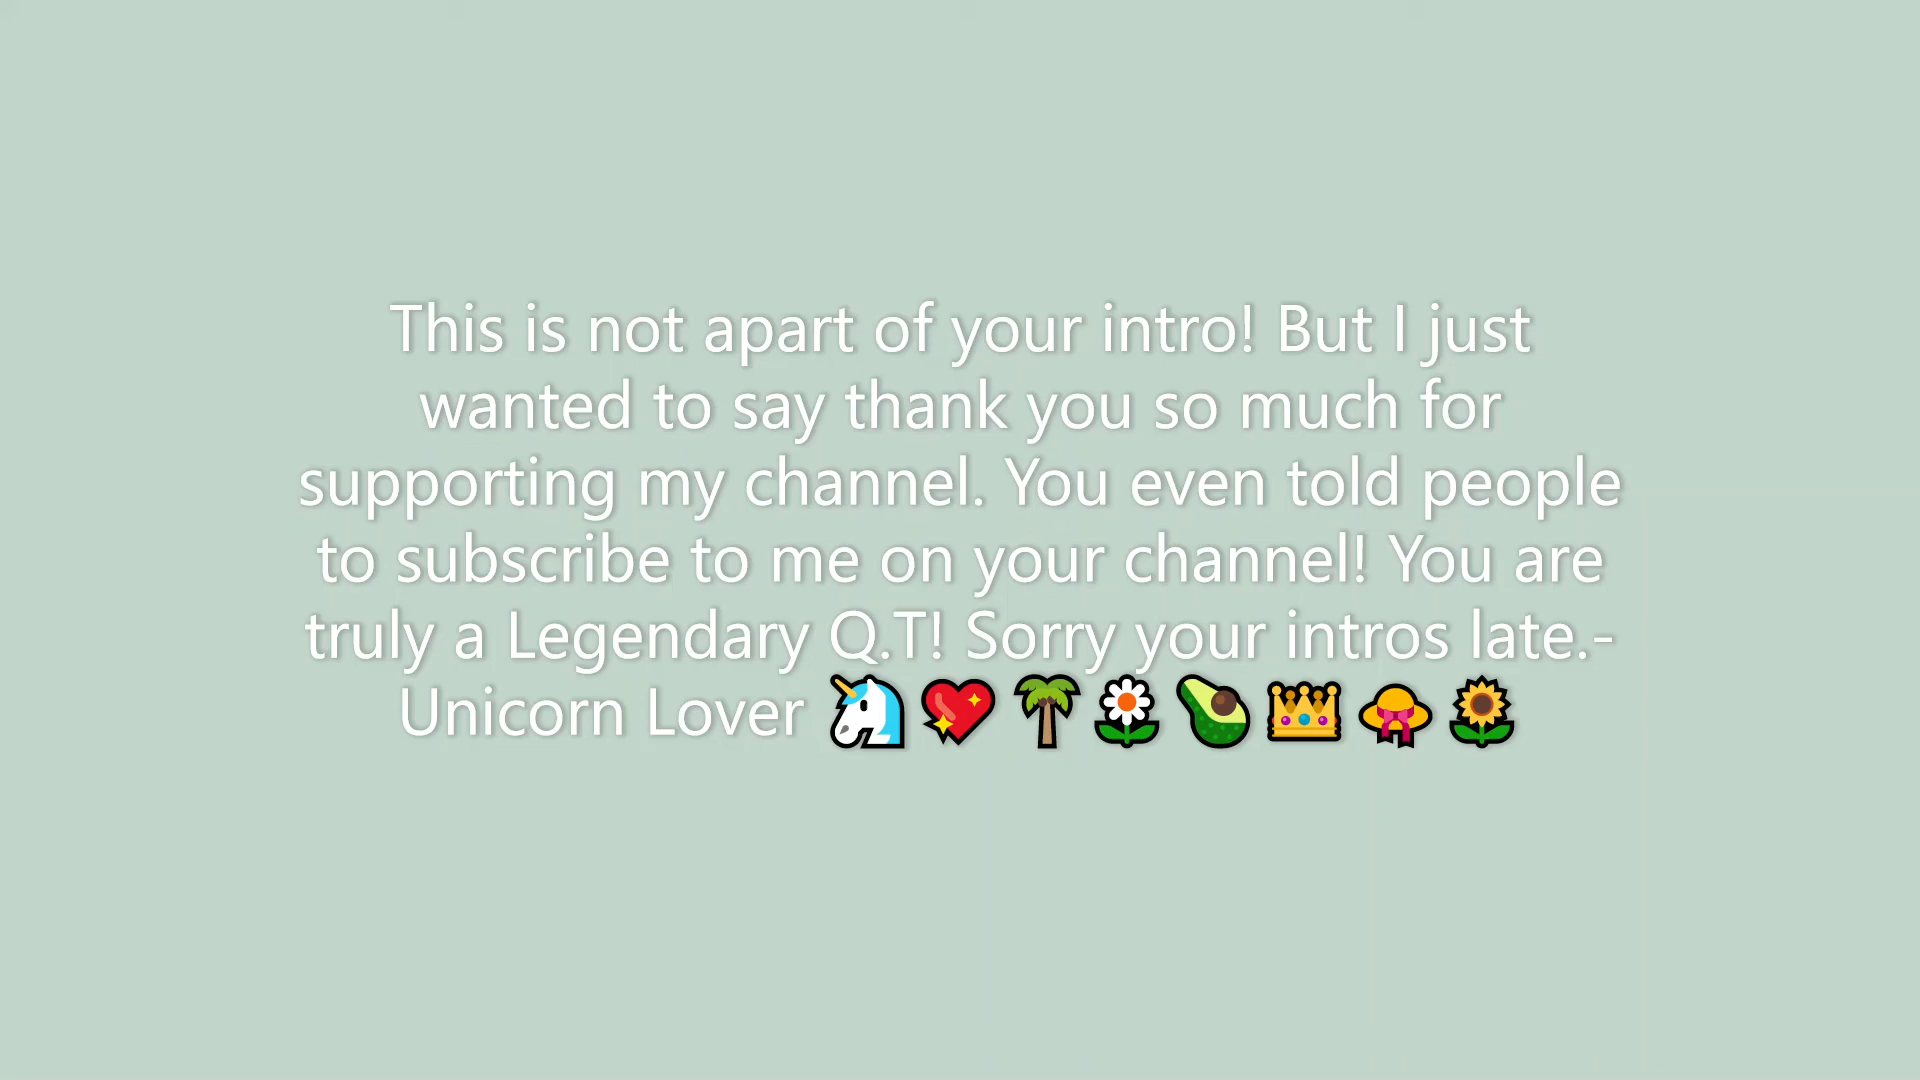 This is not apart of your intro! But I just
wanted to say thank you so much for
supporting my channel. You even told people
to subscribe to me on your channel! You are
truly a Legendary Q.T! Sorry your intros late.-
Unicorn Lover 🦄💖🌴🌼🥑👑👒🌻